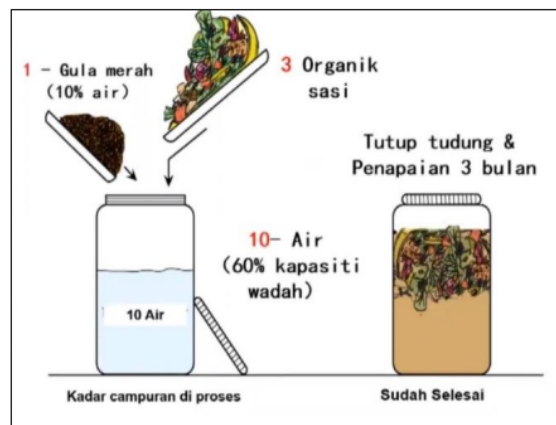 1 - Gula merah
(10% air)
3 Organik
sasi
Tutup tudung &
Penapaian 3 bulan
10- Air
(60% kapasiti
wadah)
10 Air
Kadar campuran di proses
Sudah Selesai